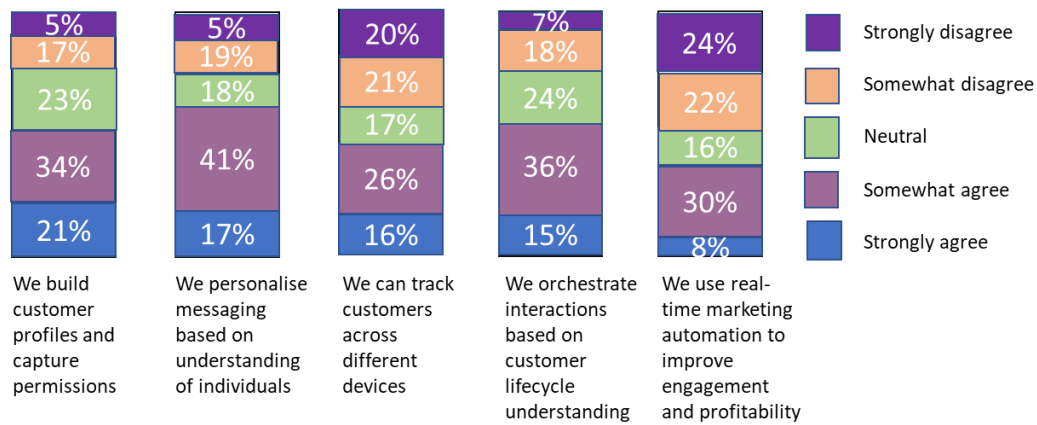 5% 5% 20% 7% 24%
17% 19% 21% 18% 22%
23% 18% 17% 24% 16%
34% 41% 26% 36% 30%
21% 17% 16% 15% 8%
Strongly disagree
Somewhat disagree
Neutral
Somewhat agree
Strongly agree
We build
customer
profiles and
capture
permissions
We personalise
messaging
based on
understanding
of individuals
We can track
customers
across
different
devices
We orchestrate
interactions
based on
customer
lifecycle
understanding
We use real-
time marketing
automation to
improve
engagement
and profitability